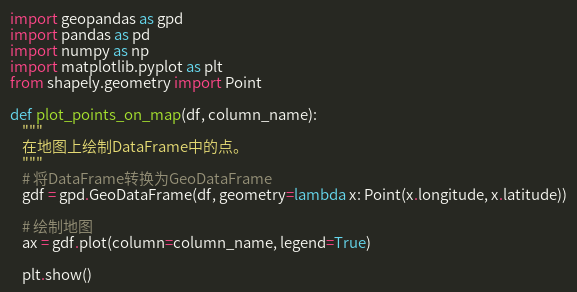 import geopandas as gpd
import pandas as pd
import numpy as np
import matplotlib.pyplot as plt
from shapely.geometry import Point
def plot_points_on_map(df, column_name):
"""
在地图上绘制DataFrame中的点。
"""
# 将DataFrame转换为GeoDataFrame
gdf = gpd.GeoDataFrame(df, geometry=lambda x: Point(x.longitude, x.latitude))
# 绘制地图
ax = gdf.plot(column=column_name, legend=True)
plt.show()